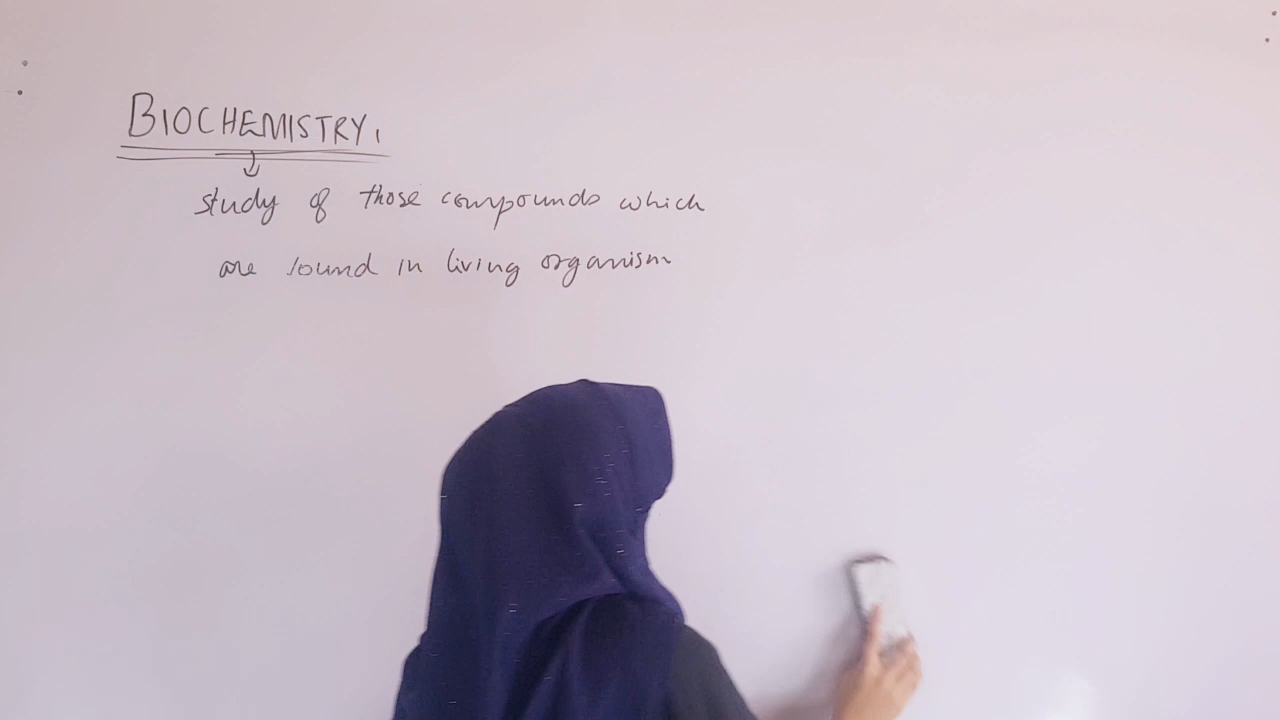 BIOCHEMISTRY.
study of those compounds which
are found in living organism